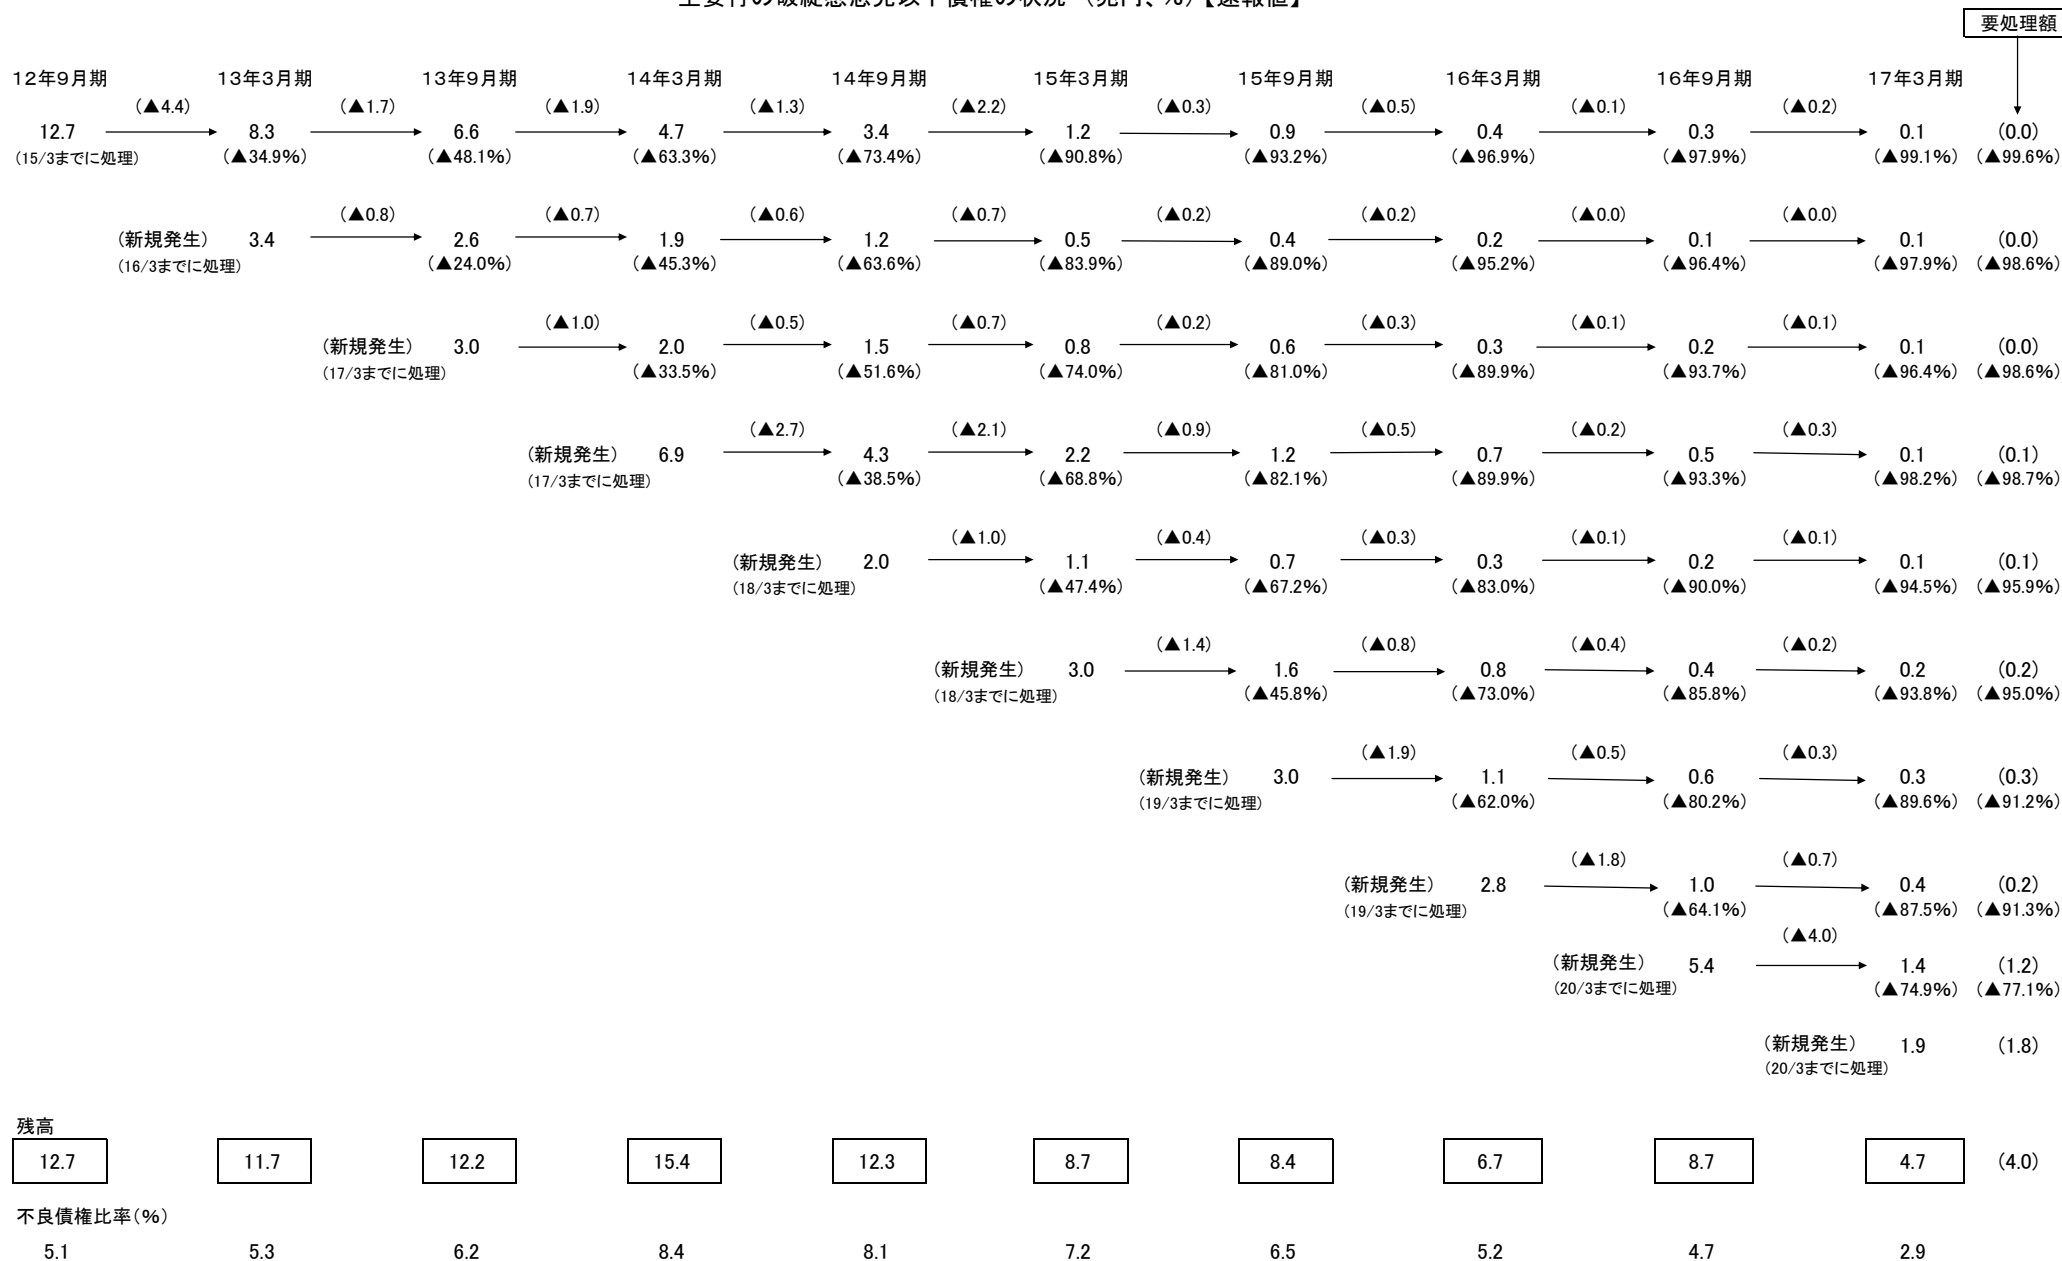 要処理額
12年9月期 13年3月期 13年9月期 14年3月期 14年9月期 15年3月期 15年9月期 16年3月期 16年9月期 17年3月期
(▲4.4) (▲1.7) (▲1.9) (▲1.3) (▲2.2) (▲0.3) (▲0.5) (▲0.1) (▲0.2)
12.7 8.3 6.6 4.7 3.4 1.2 0.9 0.4 0.3 0.1 (0.0)
(15/3までに処理) (▲34.9%) (▲48.1%) (▲63.3%) (▲73.4%) (▲90.8%) (▲93.2%) (▲96.9%) (▲97.9%) (▲99.1%) (▲99.6%)
(▲0.8) (▲0.7) (▲0.6) (▲0.7) (▲0.2) (▲0.2) (▲0.0) (▲0.0)
(新規発生) 3.4 2.6 1.9 1.2 0.5 0.4 0.2 0.1 0.1 (0.0)
(16/3までに処理) (▲24.0%) (▲45.3%) (▲63.6%) (▲83.9%) (▲89.0%) (▲95.2%) (▲96.4%) (▲97.9%) (▲98.6%)
(▲1.0) (▲0.5) (▲0.7) (▲0.2) (▲0.3) (▲0.1) (▲0.1)
(新規発生) 3.0 2.0 1.5 0.8 0.6 0.3 0.2 0.1 (0.0)
(17/3までに処理) (▲33.5%) (▲51.6%) (▲74.0%) (▲81.0%) (▲89.9%) (▲93.7%) (▲96.4%) (▲98.6%)
(▲2.7) (▲2.1) (▲0.9) (▲0.5) (▲0.2) (▲0.3)
(新規発生) 6.9 4.3 2.2 1.2 0.7 0.5 0.1 (0.1)
(17/3までに処理) (▲38.5%) (▲68.8%) (▲82.1%) (▲89.9%) (▲93.3%) (▲98.2%) (▲98.7%)
(▲1.0) (▲0.4) (▲0.3) (▲0.1) (▲0.1)
(新規発生) 2.0 1.1 0.7 0.3 0.2 0.1 (0.1)
(18/3までに処理) (▲47.4%) (▲67.2%) (▲83.0%) (▲90.0%) (▲94.5%) (▲95.9%)
(▲1.4) (▲0.8) (▲0.4) (▲0.2)
(新規発生) 3.0 1.6 0.8 0.4 0.2 (0.2)
(18/3までに処理) (▲45.8%) (▲73.0%) (▲85.8%) (▲93.8%) (▲95.0%)
(▲1.9) (▲0.5) (▲0.3)
(新規発生) 3.0 1.1 0.6 0.3 (0.3)
(19/3までに処理) (▲62.0%) (▲80.2%) (▲89.6%) (▲91.2%)
(▲1.8) (▲0.7)
(新規発生) 2.8 1.0 0.4 (0.2)
(19/3までに処理) (▲64.1%) (▲87.5%) (▲91.3%)
(▲4.0)
(新規発生) 5.4 1.4 (1.2)
(20/3までに処理) (▲74.9%) (▲77.1%)
(新規発生) 1.9 (1.8)
(20/3までに処理)
残高
12.7 11.7 12.2 15.4 12.3 8.7 8.4 6.7 8.7 4.7 (4.0)
不良債権比率(%)
5.1 5.3 6.2 8.4 8.1 7.2 6.5 5.2 4.7 2.9